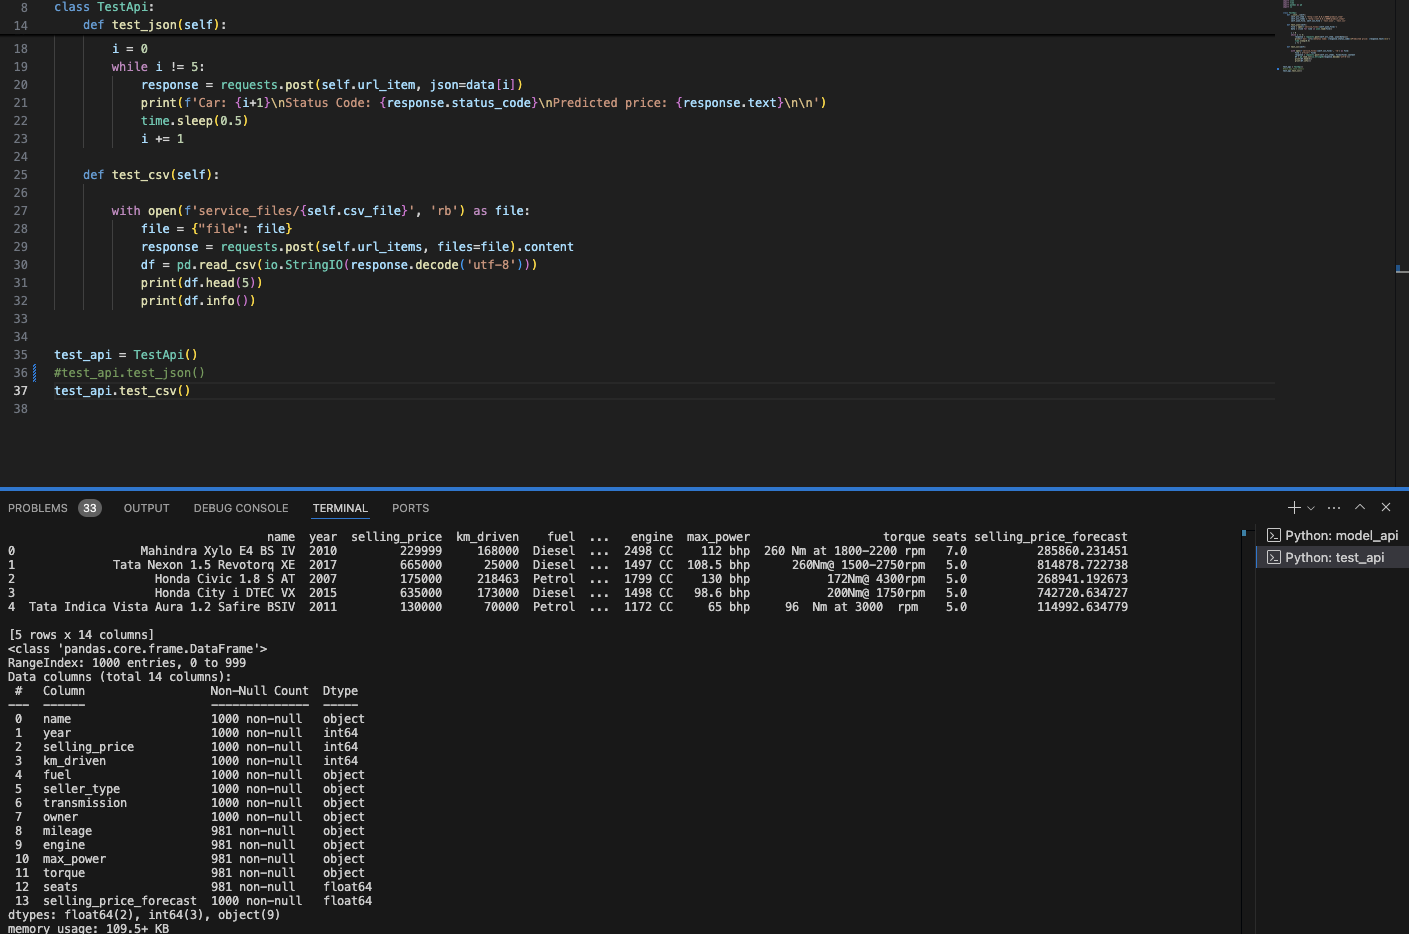 8 class TestApi:
14 def test_json(self):
18 i = 0
19 while i != 5:
20 response = requests.post(self.url_item, json=data[i])
21 print(f'Car: {i+1}\nStatus Code: {response.status_code}\nPredicted price: {response.text}\n\n')
22 time.sleep(0.5)
23 i += 1
24
25 def test_csv(self):
26
27 with open(f'service_files/{self.csv_file}', 'rb') as file:
28 file = {"file": file}
29 response = requests.post(self.url_items, files=file).content
30 df = pd.read_csv(io.StringIO(response.decode('utf-8')))
31 print(df.head(5))
32 print(df.info())
33
34
35 test_api = TestApi()
36 #test_api.test_json()
37 test_api.test_csv()
38
PROBLEMS 33 OUTPUT DEBUG CONSOLE TERMINAL PORTS
name year selling_price km_driven fuel ... engine max_power torque seats selling_price_forecast
0 Mahindra Xylo E4 BS IV 2010 229999 168000 Diesel ... 2498 CC 112 bhp 260 Nm at 1800-2200 rpm 7.0 285860.231451
1 Tata Nexon 1.5 Revotorq XE 2017 665000 25000 Diesel ... 1497 CC 108.5 bhp 260Nm@ 1500-2750rpm 5.0 814878.722738
2 Honda Civic 1.8 S AT 2007 175000 218463 Petrol ... 1799 CC 130 bhp 172Nm@ 4300rpm 5.0 268941.192673
3 Honda City i DTEC VX 2015 635000 173000 Diesel ... 1498 CC 98.6 bhp 200Nm@ 1750rpm 5.0 742720.634727
4 Tata Indica Vista Aura 1.2 Safire BSIV 2011 130000 70000 Petrol ... 1172 CC 65 bhp 96 Nm at 3000 rpm 5.0 114992.634779
[5 rows x 14 columns]
<class 'pandas.core.frame.DataFrame'>
RangeIndex: 1000 entries, 0 to 999
Data columns (total 14 columns):
# Column Non-Null Count Dtype
--- ------ -------------- -----
0 name 1000 non-null object
1 year 1000 non-null int64
2 selling_price 1000 non-null int64
3 km_driven 1000 non-null int64
4 fuel 1000 non-null object
5 seller_type 1000 non-null object
6 transmission 1000 non-null object
7 owner 1000 non-null object
8 mileage 981 non-null object
9 engine 981 non-null object
10 max_power 981 non-null object
11 torque 981 non-null object
12 seats 981 non-null float64
13 selling_price_forecast 1000 non-null float64
dtypes: float64(2), int64(3), object(9)
memory usage: 109.5+ KB
Python: model_api
Python: test_api